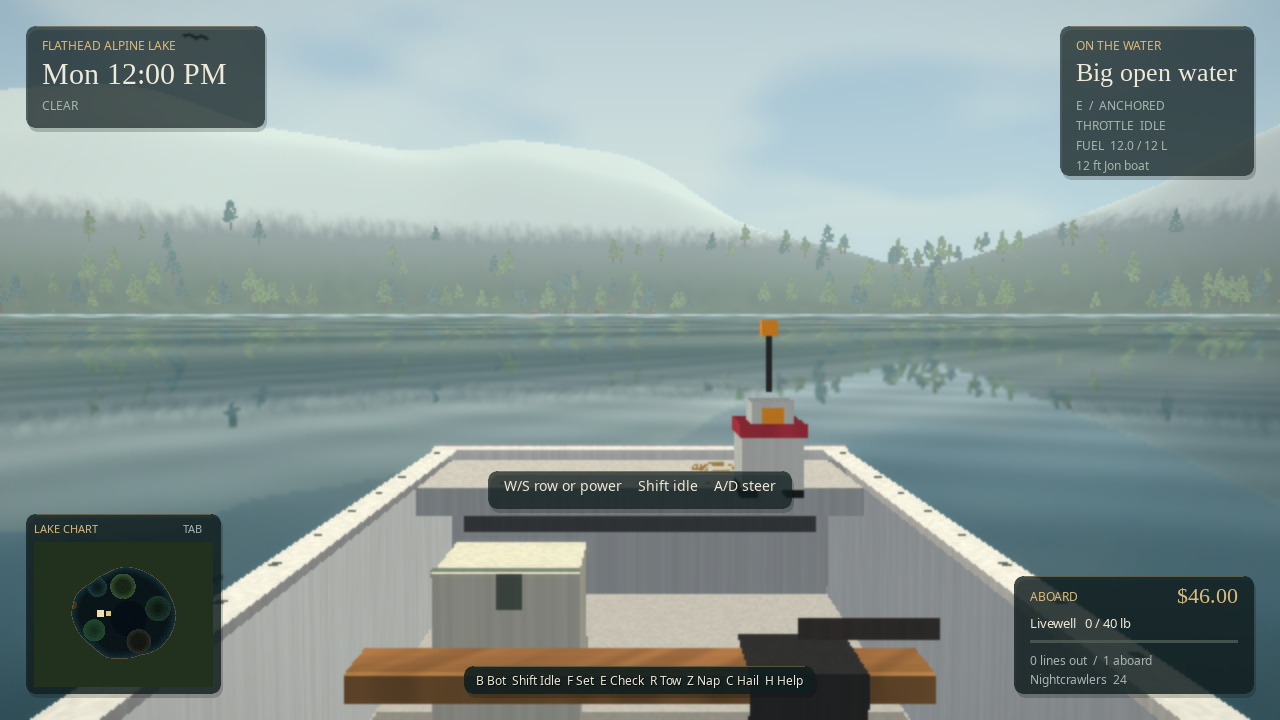 FLATHEAD ALPINE LAKE
Mon 12:00 PM
CLEAR
ON THE WATER
Big open water
E / ANCHORED
THROTTLE IDLE
FUEL 12.0 / 12 L
12 ft Jon boat
W/S row or power Shift idle A/D steer
LAKE CHART TAB
ABOARD $46.00
Livewell 0 / 40 lb
0 lines out / 1 aboard
Nightcrawlers 24
B Bot Shift Idle F Set E Check R Tow Z Nap C Hail H Help